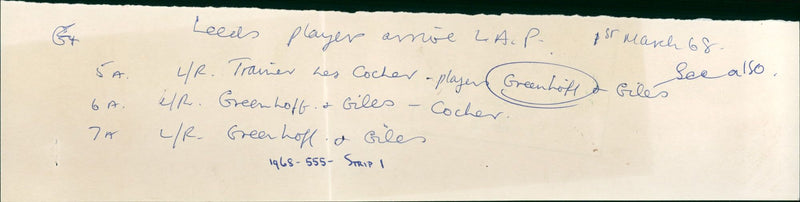 Leeds player arrive L.A.P. 1st March 68.
See also.
5A. L/R. Trainer Les Cocker - player Greenhoff & Giles
6A. L/R. Greenhoff & Giles - Cocker.
7A L/R. Greenhoff & Giles
1968-555- STRIP 1